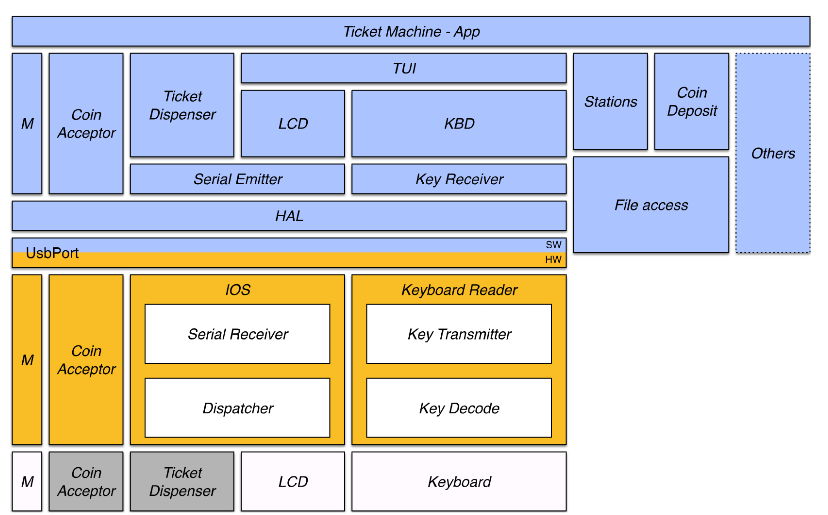 Ticket Machine - App
M
Coin
Acceptor
Ticket
Dispenser
TUI
LCD
KBD
Stations
Coin
Deposit
Others
Serial Emitter
Key Receiver
File access
HAL
UsbPort
SW
HW
M
Coin
Acceptor
IOS
Serial Receiver
Dispatcher
Keyboard Reader
Key Transmitter
Key Decode
M
Coin
Acceptor
Ticket
Dispenser
LCD
Keyboard